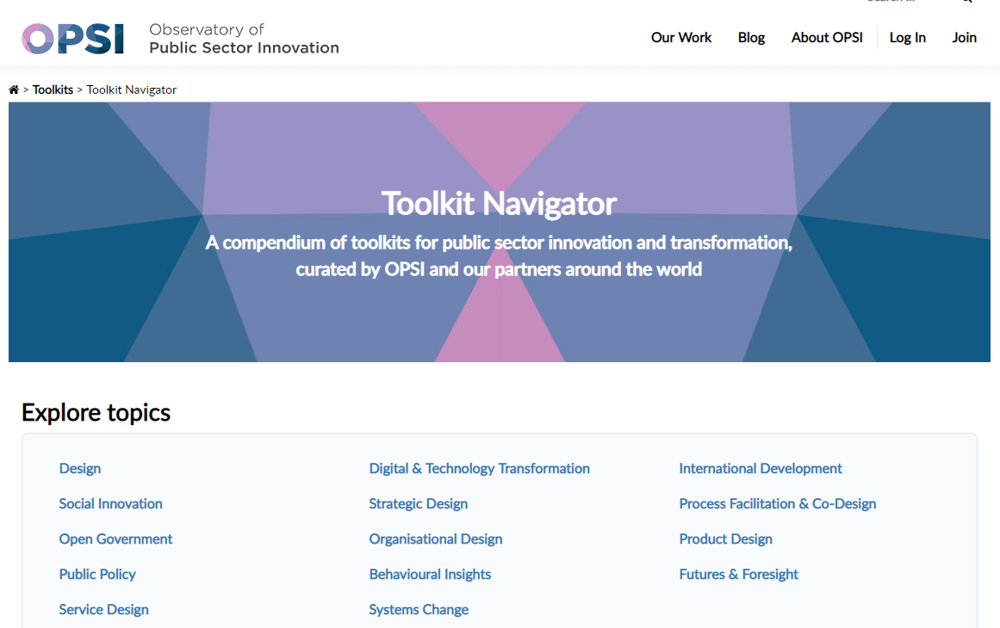 Search ...
OPSI
Observatory of
Public Sector Innovation
Our Work
Blog
About OPSI
Log In
Join
> Toolkits > Toolkit Navigator
Toolkit Navigator
A compendium of toolkits for public sector innovation and transformation,
curated by OPSI and our partners around the world
Explore topics
Design
Digital & Technology Transformation
International Development
Social Innovation
Strategic Design
Process Facilitation & Co-Design
Open Government
Organisational Design
Product Design
Public Policy
Behavioural Insights
Futures & Foresight
Service Design
Systems Change